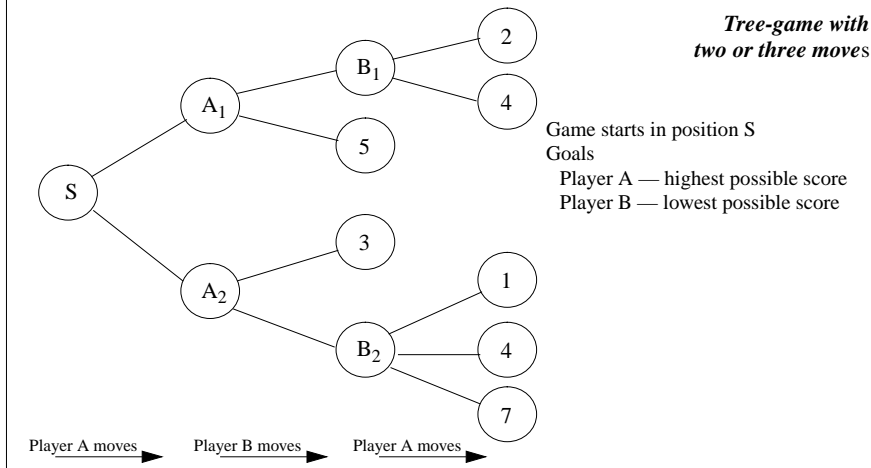 Tree-game with
two or three moves
2
B1
4
A1
5
S
Game starts in position S
Goals
Player A — highest possible score
Player B — lowest possible score
3
A2
1
B2
4
7
Player A moves
Player B moves
Player A moves